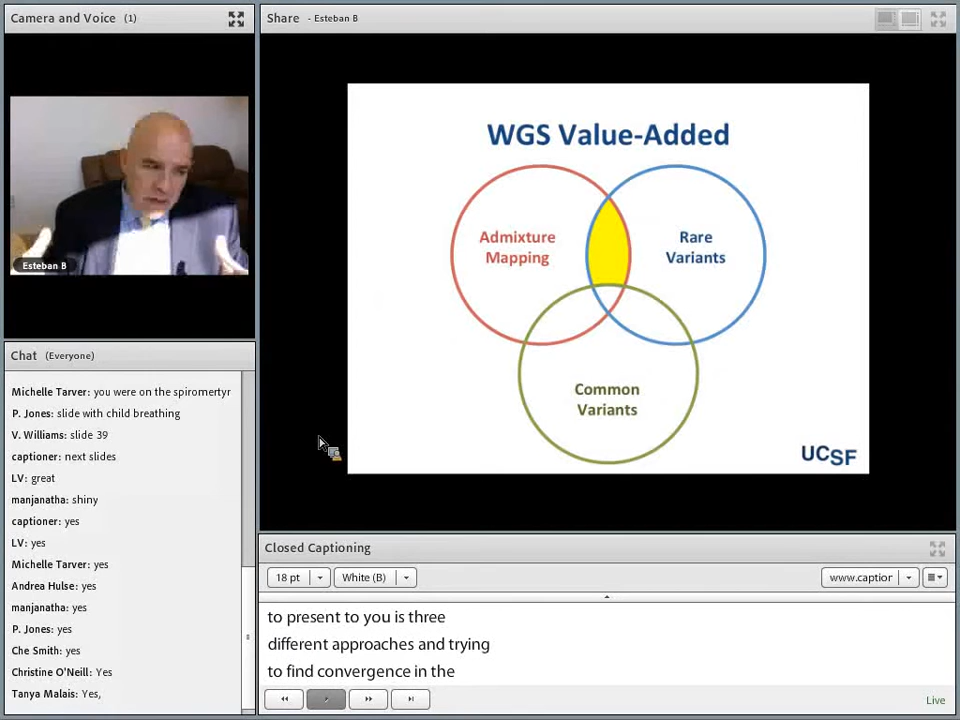 Camera and Voice (1)
Esteban B
Chat (Everyone)
Michelle Tarver: you were on the spiromertyr
P. Jones: slide with child breathing
V. Williams: slide 39
captioner: next slides
LV: great
manjanatha: shiny
captioner: yes
LV: yes
Michelle Tarver: yes
Andrea Hulse: yes
manjanatha: yes
P. Jones: yes
Che Smith: yes
Christine O'Neill: Yes
Tanya Malais: Yes,
Share - Esteban B
WGS Value-Added
Admixture
Mapping
Rare
Variants
Common
Variants
UCSF
Closed Captioning
18 pt
White (B)
www.caption
to present to you is three
different approaches and trying
to find convergence in the
Live